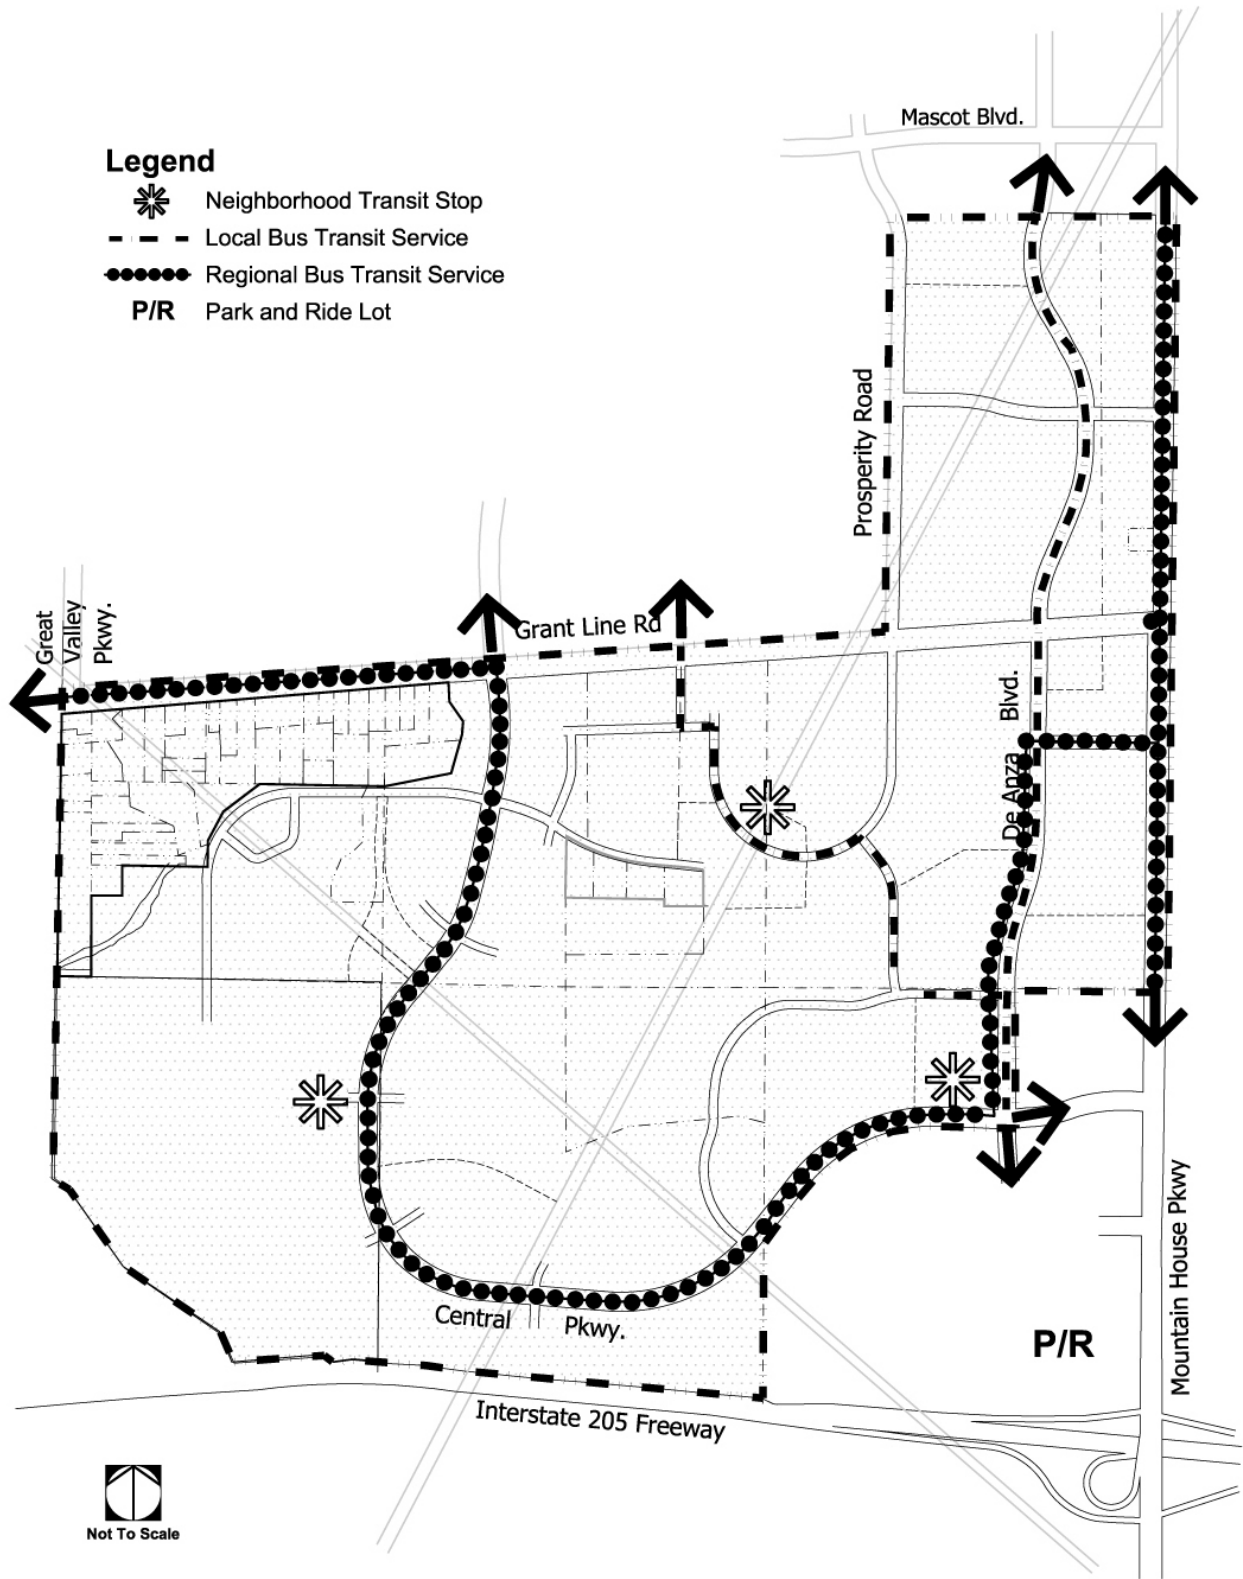 Mascot Blvd.
Legend
Neighborhood Transit Stop
Local Bus Transit Service
Regional Bus Transit Service
P/R Park and Ride Lot
Prosperity Road
Great
Valley
Pkwy.
Grant Line Rd
De Anza Blvd.
Central Pkwy.
Mountain House Pkwy
P/R
Interstate 205 Freeway
Not To Scale